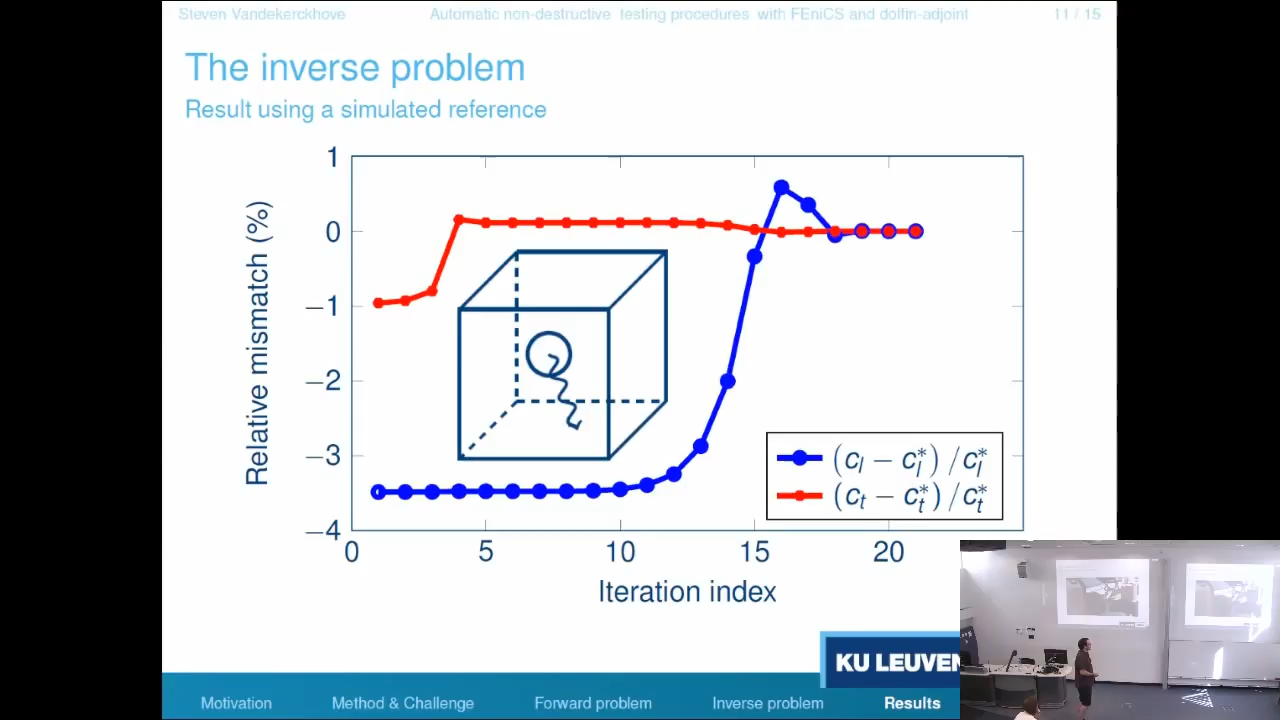 Steven Vandekerckhove Automatic non-destructive testing procedures with FEniCS and dolfin-adjoint 11 / 15
The inverse problem
Result using a simulated reference
Relative mismatch (%)
1
0
−1
−2
−3
−4
0 5 10 15 20
Iteration index
(c_l − c_l^*) / c_l^*
(c_t − c_t^*) / c_t^*
KU LEUVEN
Motivation Method & Challenge Forward problem Inverse problem Results